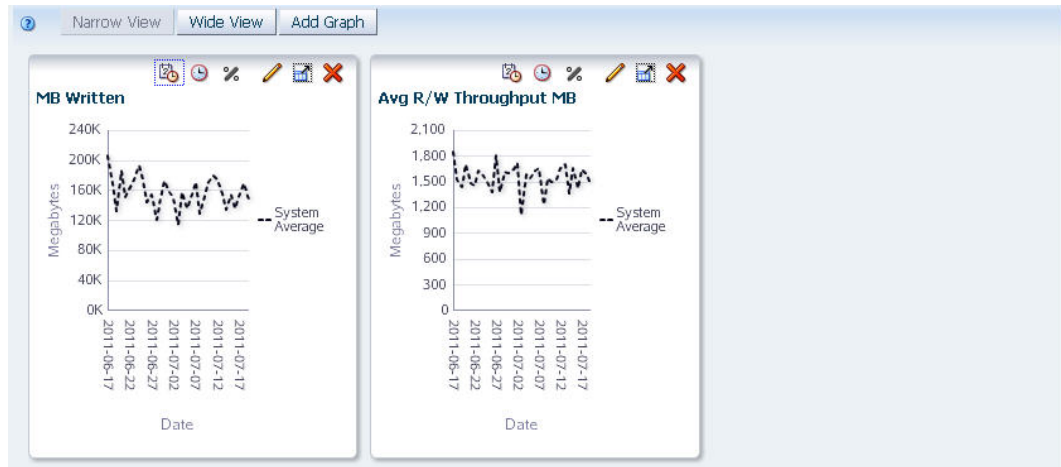 Narrow View Wide View Add Graph
MB Written
240K
200K
160K
120K
80K
40K
0K
Megabytes
System
Average
2011-06-17
2011-06-22
2011-06-27
2011-07-02
2011-07-07
2011-07-12
2011-07-17
Date
Avg R/W Throughput MB
2,100
1,800
1,500
1,200
900
600
300
0
Megabytes
System
Average
2011-06-17
2011-06-22
2011-06-27
2011-07-02
2011-07-07
2011-07-12
2011-07-17
Date